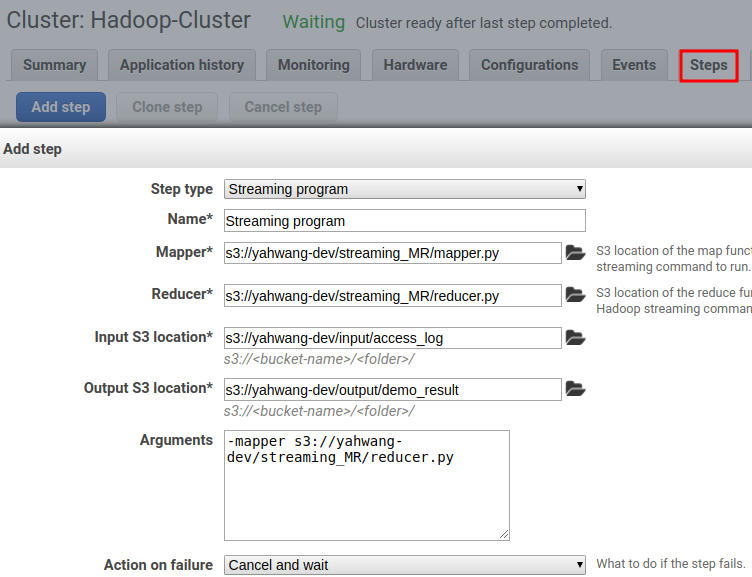 Cluster: Hadoop-Cluster Waiting Cluster ready after last step completed.
Summary Application history Monitoring Hardware Configurations Events Steps
Add step Clone step Cancel step
Add step
Step type Streaming program
Name* Streaming program
Mapper* s3://yahwang-dev/streaming_MR/mapper.py S3 location of the map funct
streaming command to run.
Reducer* s3://yahwang-dev/streaming_MR/reducer.py S3 location of the reduce fu
Hadoop streaming comman
Input S3 location* s3://yahwang-dev/input/access_log
s3://<bucket-name>/<folder>/
Output S3 location* s3://yahwang-dev/output/demo_result
s3://<bucket-name>/<folder>/
Arguments -mapper s3://yahwang-
dev/streaming_MR/reducer.py
Action on failure Cancel and wait What to do if the step fails.